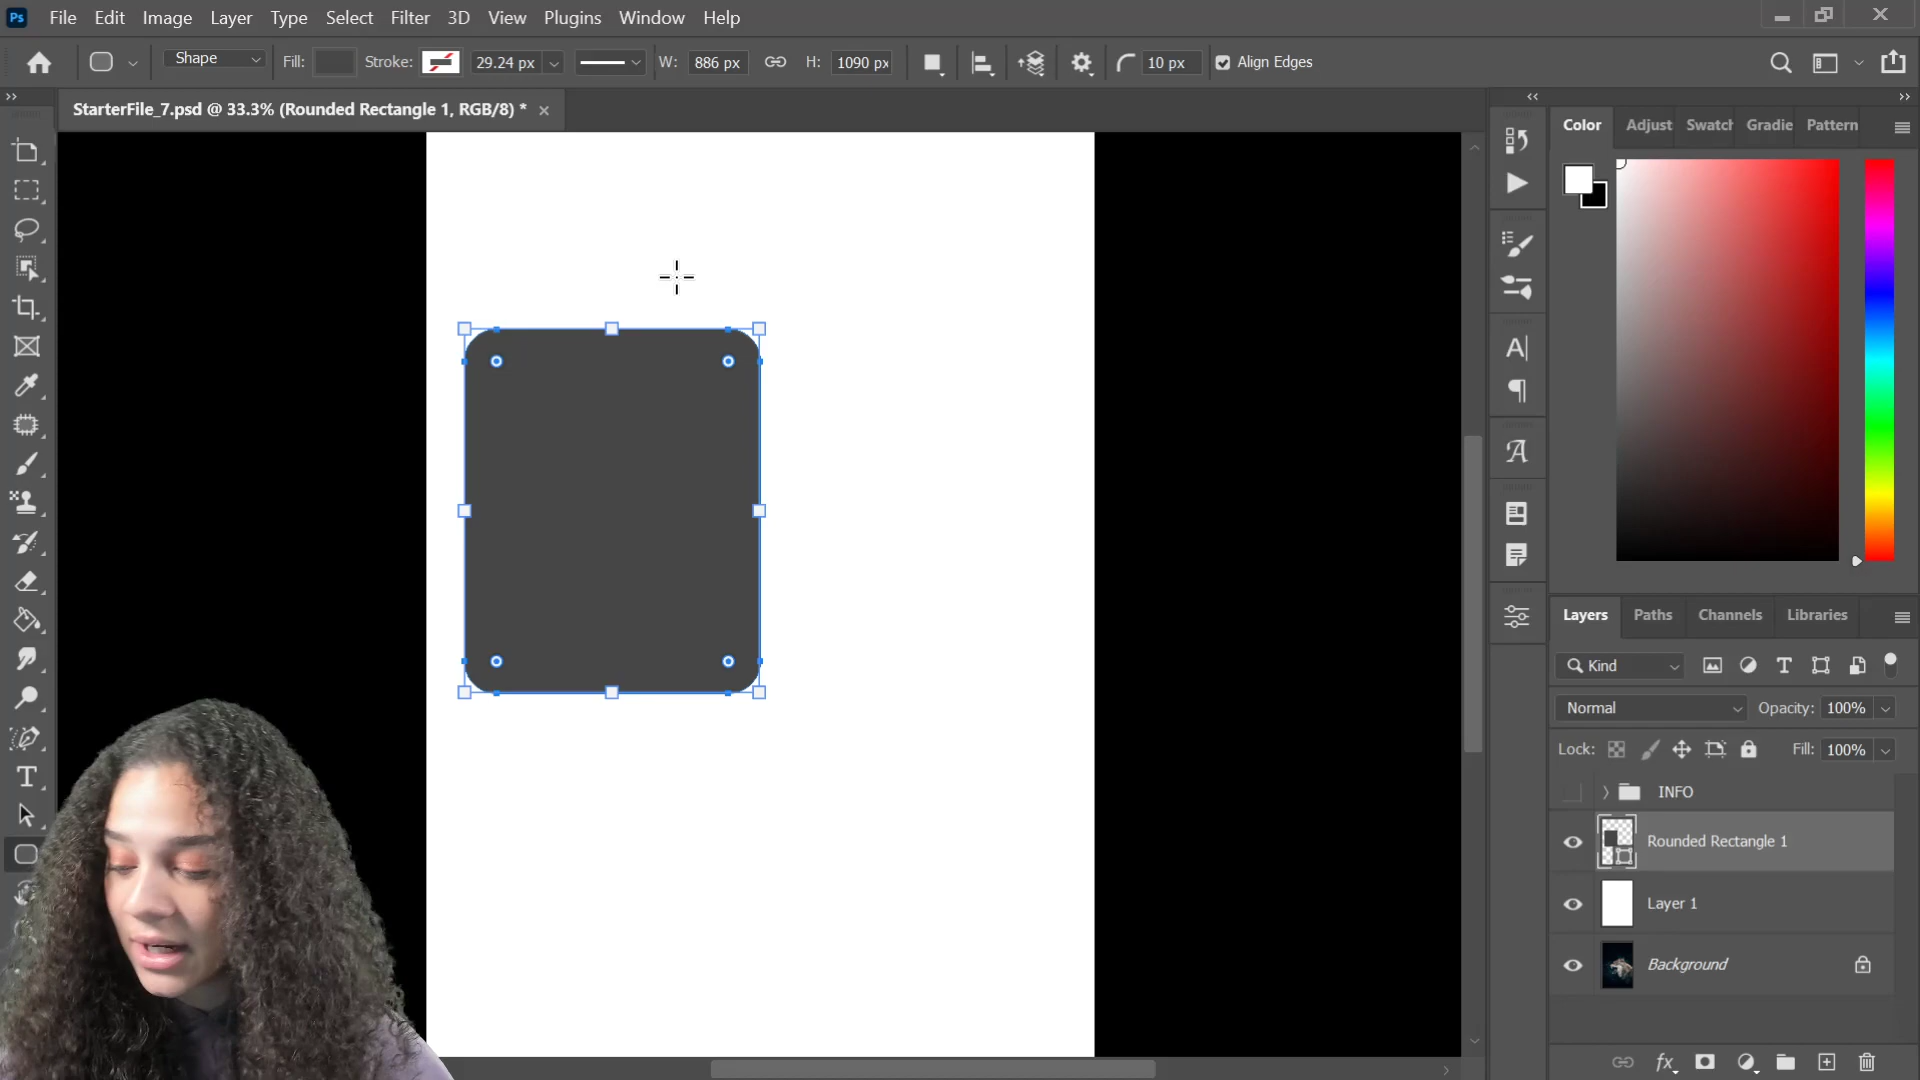 Ps File Edit Image Layer Type Select Filter 3D View Plugins Window Help
Shape Fill: Stroke: 29.24 px W: 886 px H: 1090 px 10 px Align Edges
StarterFile_7.psd @ 33.3% (Rounded Rectangle 1, RGB/8) *
Color Adjust Swatch Gradie Pattern
Layers Paths Channels Libraries
Kind
Normal Opacity: 100%
Lock: Fill: 100%
INFO
Rounded Rectangle 1
Layer 1
Background